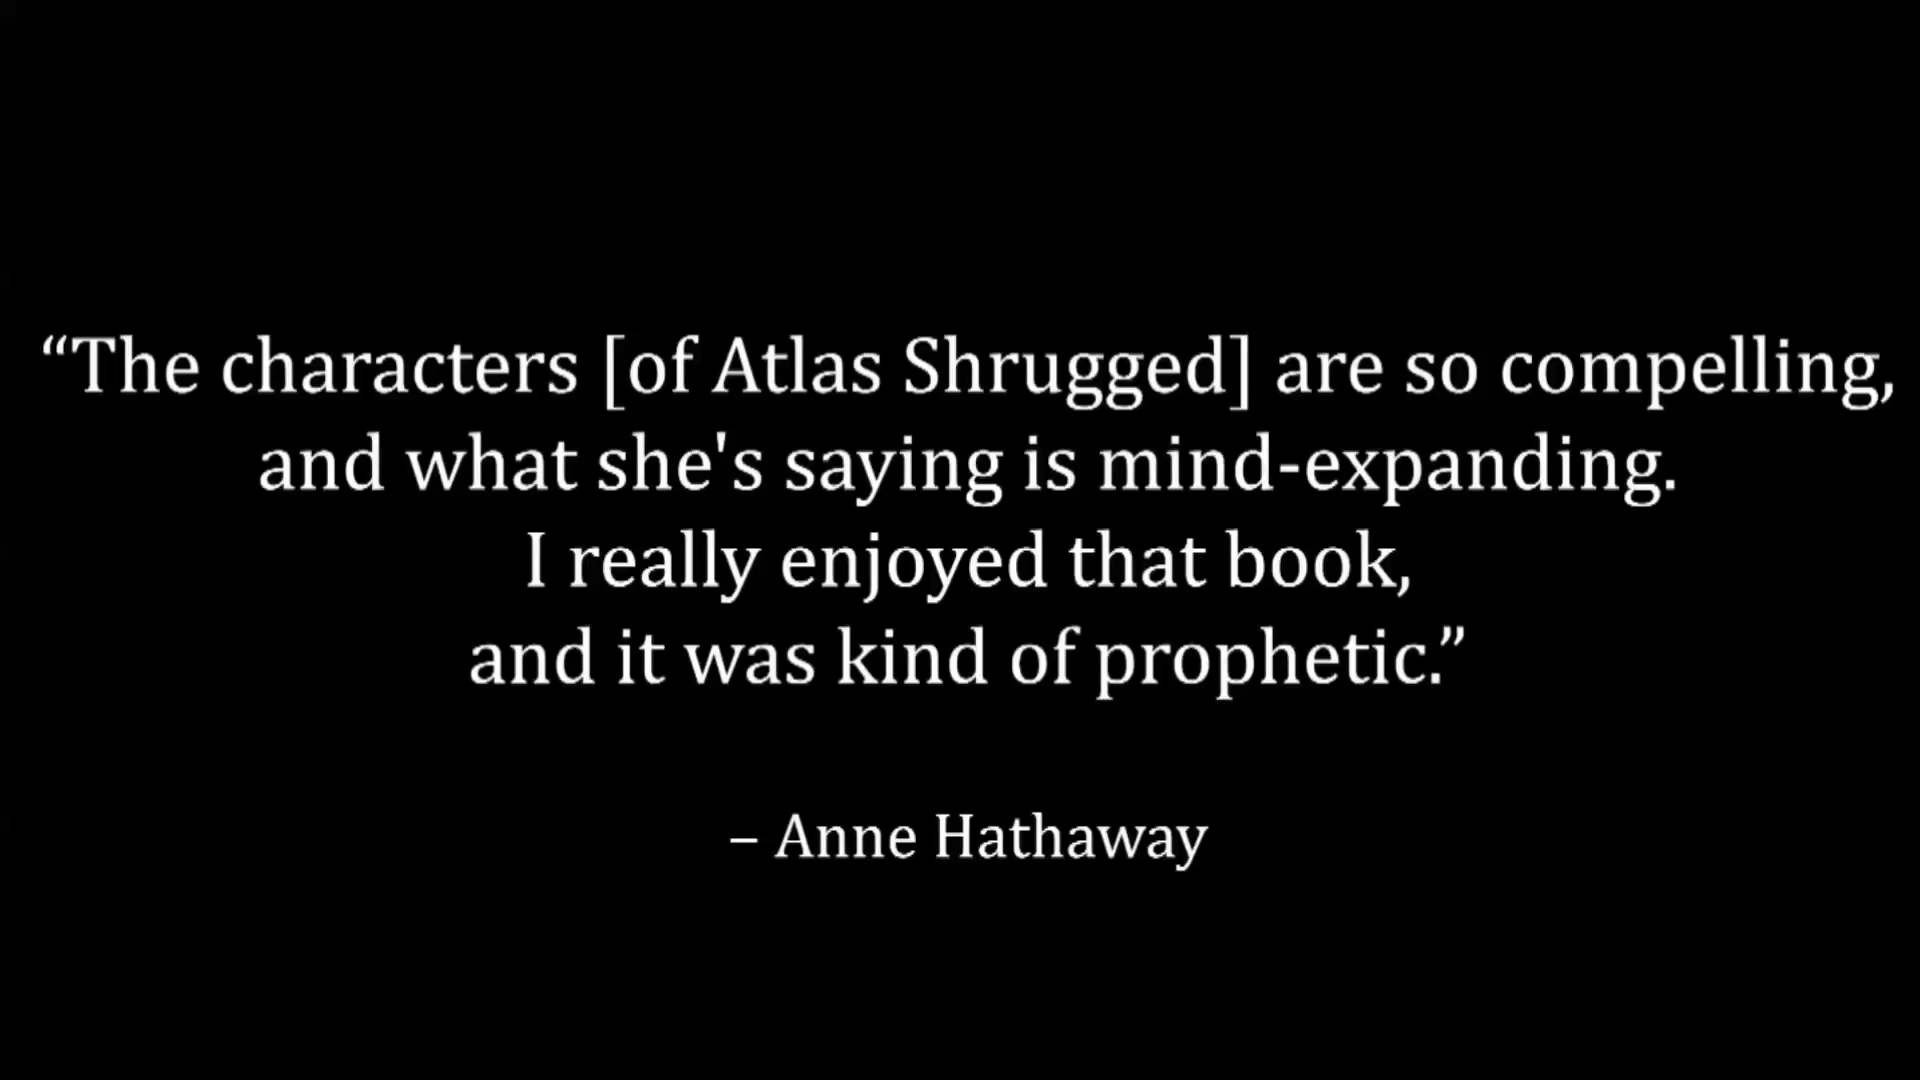 “The characters [of Atlas Shrugged] are so compelling,
and what she's saying is mind-expanding.
I really enjoyed that book,
and it was kind of prophetic.”
– Anne Hathaway